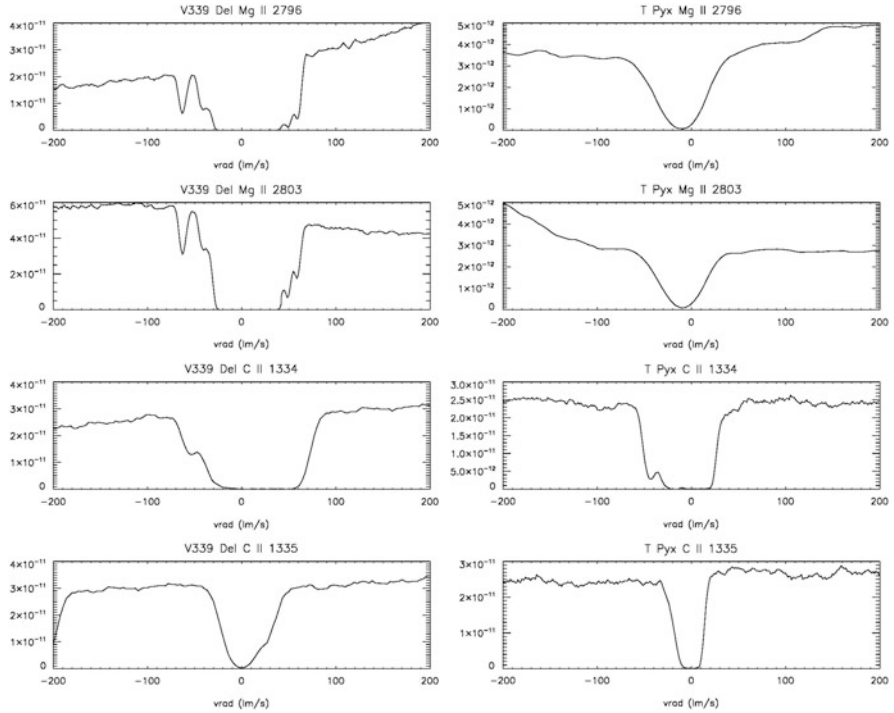 V339 Del Mg II 2796
4×10⁻¹¹
3×10⁻¹¹
2×10⁻¹¹
1×10⁻¹¹
0
-200 -100 0 100 200
vrad (lm/s)
T Pyx Mg II 2796
5×10⁻¹²
4×10⁻¹²
3×10⁻¹²
2×10⁻¹²
1×10⁻¹²
0
-200 -100 0 100 200
vrad (lm/s)
V339 Del Mg II 2803
6×10⁻¹¹
4×10⁻¹¹
2×10⁻¹¹
0
-200 -100 0 100 200
vrad (lm/s)
T Pyx Mg II 2803
5×10⁻¹²
4×10⁻¹²
3×10⁻¹²
2×10⁻¹²
1×10⁻¹²
0
-200 -100 0 100 200
vrad (lm/s)
V339 Del C II 1334
4×10⁻¹¹
3×10⁻¹¹
2×10⁻¹¹
1×10⁻¹¹
0
-200 -100 0 100 200
vrad (lm/s)
T Pyx C II 1334
3.0×10⁻¹¹
2.5×10⁻¹¹
2.0×10⁻¹¹
1.5×10⁻¹¹
1.0×10⁻¹¹
5.0×10⁻¹²
0
-200 -100 0 100 200
vrad (lm/s)
V339 Del C II 1335
4×10⁻¹¹
3×10⁻¹¹
2×10⁻¹¹
1×10⁻¹¹
0
-200 -100 0 100 200
vrad (lm/s)
T Pyx C II 1335
3×10⁻¹¹
2×10⁻¹¹
1×10⁻¹¹
0
-200 -100 0 100 200
vrad (lm/s)